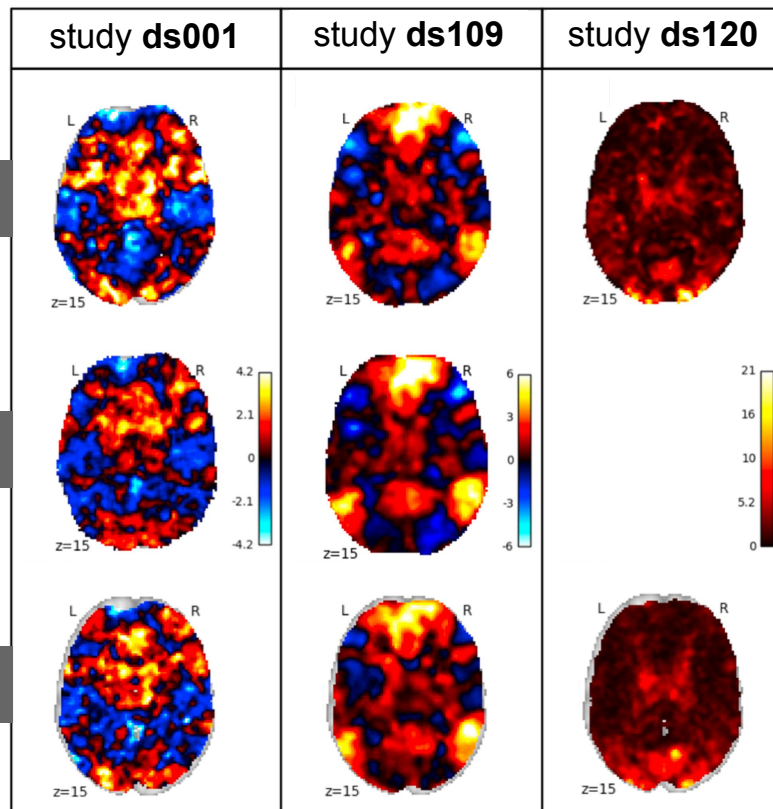 study ds001 study ds109 study ds120
L R L R L R
z=15 z=15 z=15
L R L R
4.2 6 21
2.1 3 16
0 0 10
-2.1 -3 5.2
-4.2 -6 0
z=15 z=15
L R L R L R
z=15 z=15 z=15